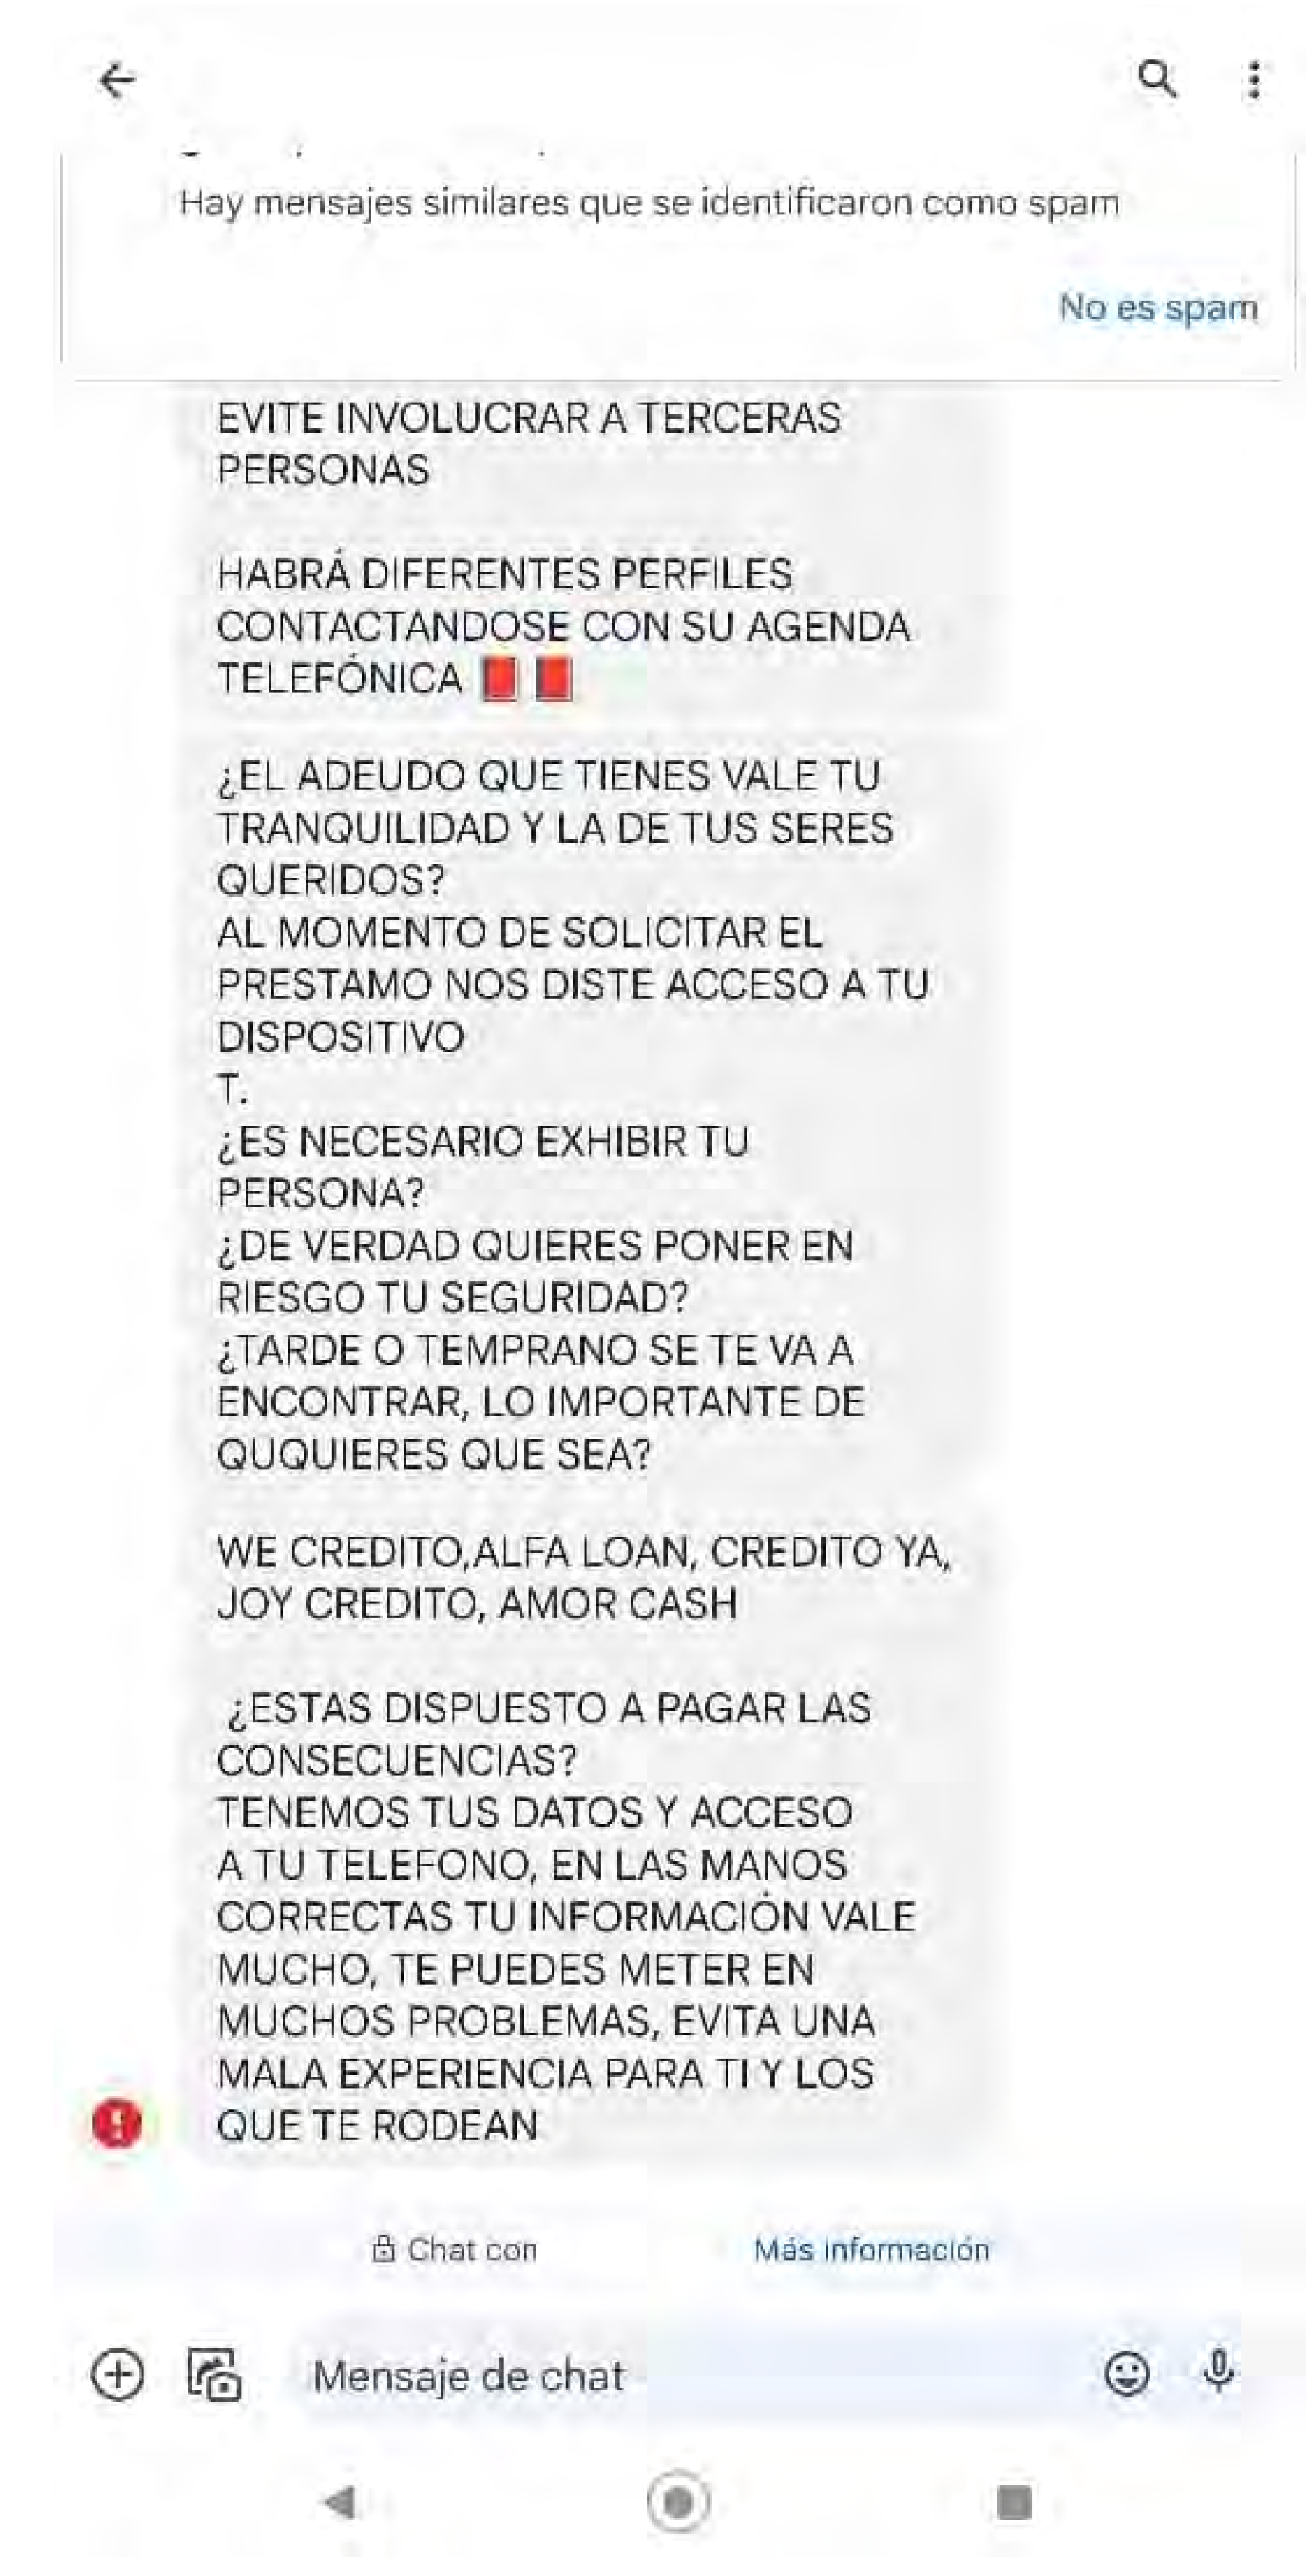 Hay mensajes similares que se identificaron como spam
No es spam
EVITE INVOLUCRAR A TERCERAS
PERSONAS
HABRÁ DIFERENTES PERFILES
CONTACTANDOSE CON SU AGENDA
TELEFÓNICA
¿EL ADEUDO QUE TIENES VALE TU
TRANQUILIDAD Y LA DE TUS SERES
QUERIDOS?
AL MOMENTO DE SOLICITAR EL
PRESTAMO NOS DISTE ACCESO A TU
DISPOSITIVO
T.
¿ES NECESARIO EXHIBIR TU
PERSONA?
¿DE VERDAD QUIERES PONER EN
RIESGO TU SEGURIDAD?
¿TARDE O TEMPRANO SE TE VA A
ENCONTRAR, LO IMPORTANTE DE
QUQUIERES QUE SEA?
WE CREDITO,ALFA LOAN, CREDITO YA,
JOY CREDITO, AMOR CASH
¿ESTAS DISPUESTO A PAGAR LAS
CONSECUENCIAS?
TENEMOS TUS DATOS Y ACCESO
A TU TELEFONO, EN LAS MANOS
CORRECTAS TU INFORMACIÓN VALE
MUCHO, TE PUEDES METER EN
MUCHOS PROBLEMAS, EVITA UNA
MALA EXPERIENCIA PARA TI Y LOS
QUE TE RODEAN
Chat con
Más información
Mensaje de chat